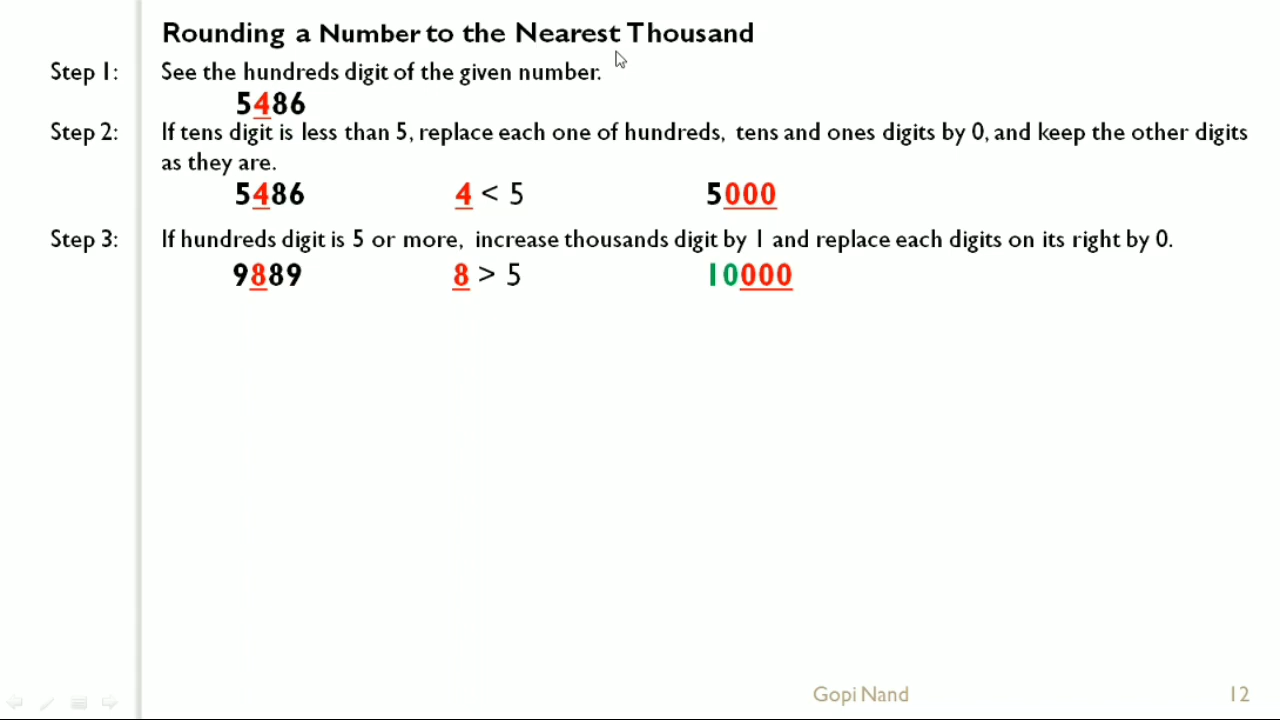 Rounding a Number to the Nearest Thousand
Step 1: See the hundreds digit of the given number.
5486
Step 2: If tens digit is less than 5, replace each one of hundreds, tens and ones digits by 0, and keep the other digits
as they are.
5486 4 < 5 5000
Step 3: If hundreds digit is 5 or more, increase thousands digit by 1 and replace each digits on its right by 0.
9889 8 > 5 10000
Gopi Nand 12